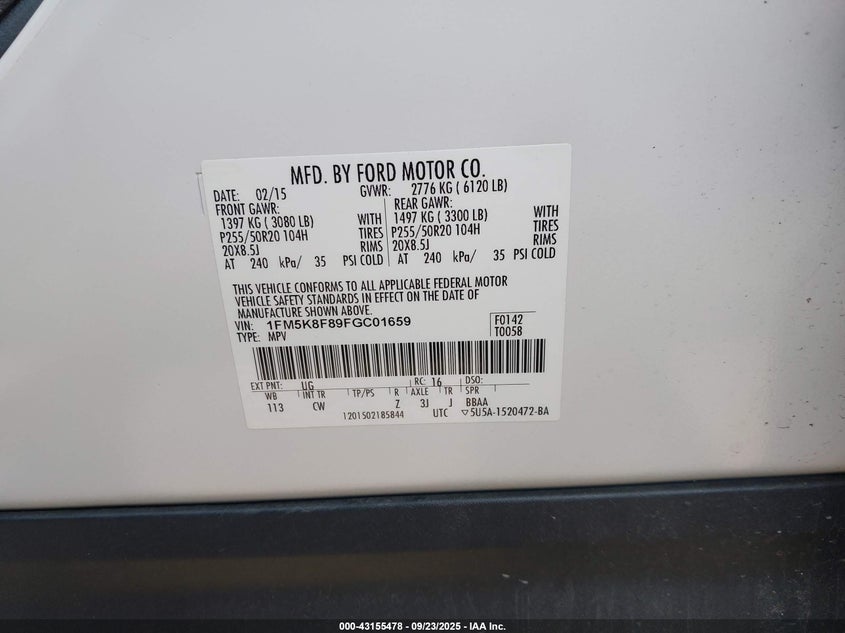 MFD. BY FORD MOTOR CO.
DATE: 02/15 GVWR: 2776 KG ( 6120 LB)
FRONT GAWR: REAR GAWR:
1397 KG ( 3080 LB) WITH 1497 KG ( 3300 LB) WITH
P255/50R20 104H TIRES P255/50R20 104H TIRES
20X8.5J RIMS 20X8.5J RIMS
AT 240 kPa/ 35 PSI COLD AT 240 kPa/ 35 PSI COLD
THIS VEHICLE CONFORMS TO ALL APPLICABLE FEDERAL MOTOR
VEHICLE SAFETY STANDARDS IN EFFECT ON THE DATE OF
MANUFACTURE SHOWN ABOVE.
VIN: 1FM5K8F89FGC01659 F0142
TYPE: MPV T005B
EXT PNT: UG RC: 16 DSO:
WB INT TR TP/PS R AXLE TR SPR
113 CW Z 3J J BBAA
1201502185844 UTC ▽5U5A-1520472-BA
000-43155478 - 09/23/2025 - IAA Inc.